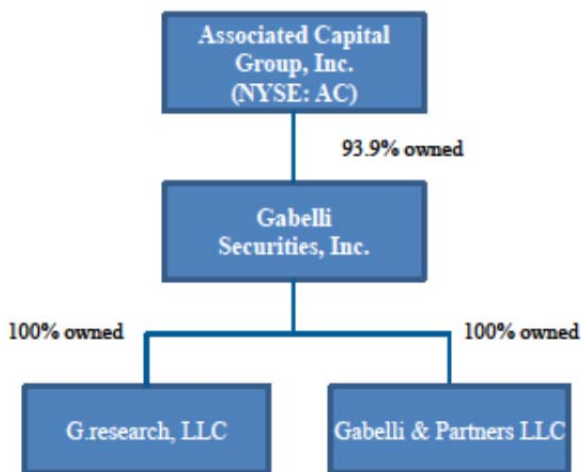 Associated Capital
Group, Inc.
(NYSE: AC)
93.9% owned
Gabelli
Securities, Inc.
100% owned
100% owned
G.research, LLC
Gabelli & Partners LLC